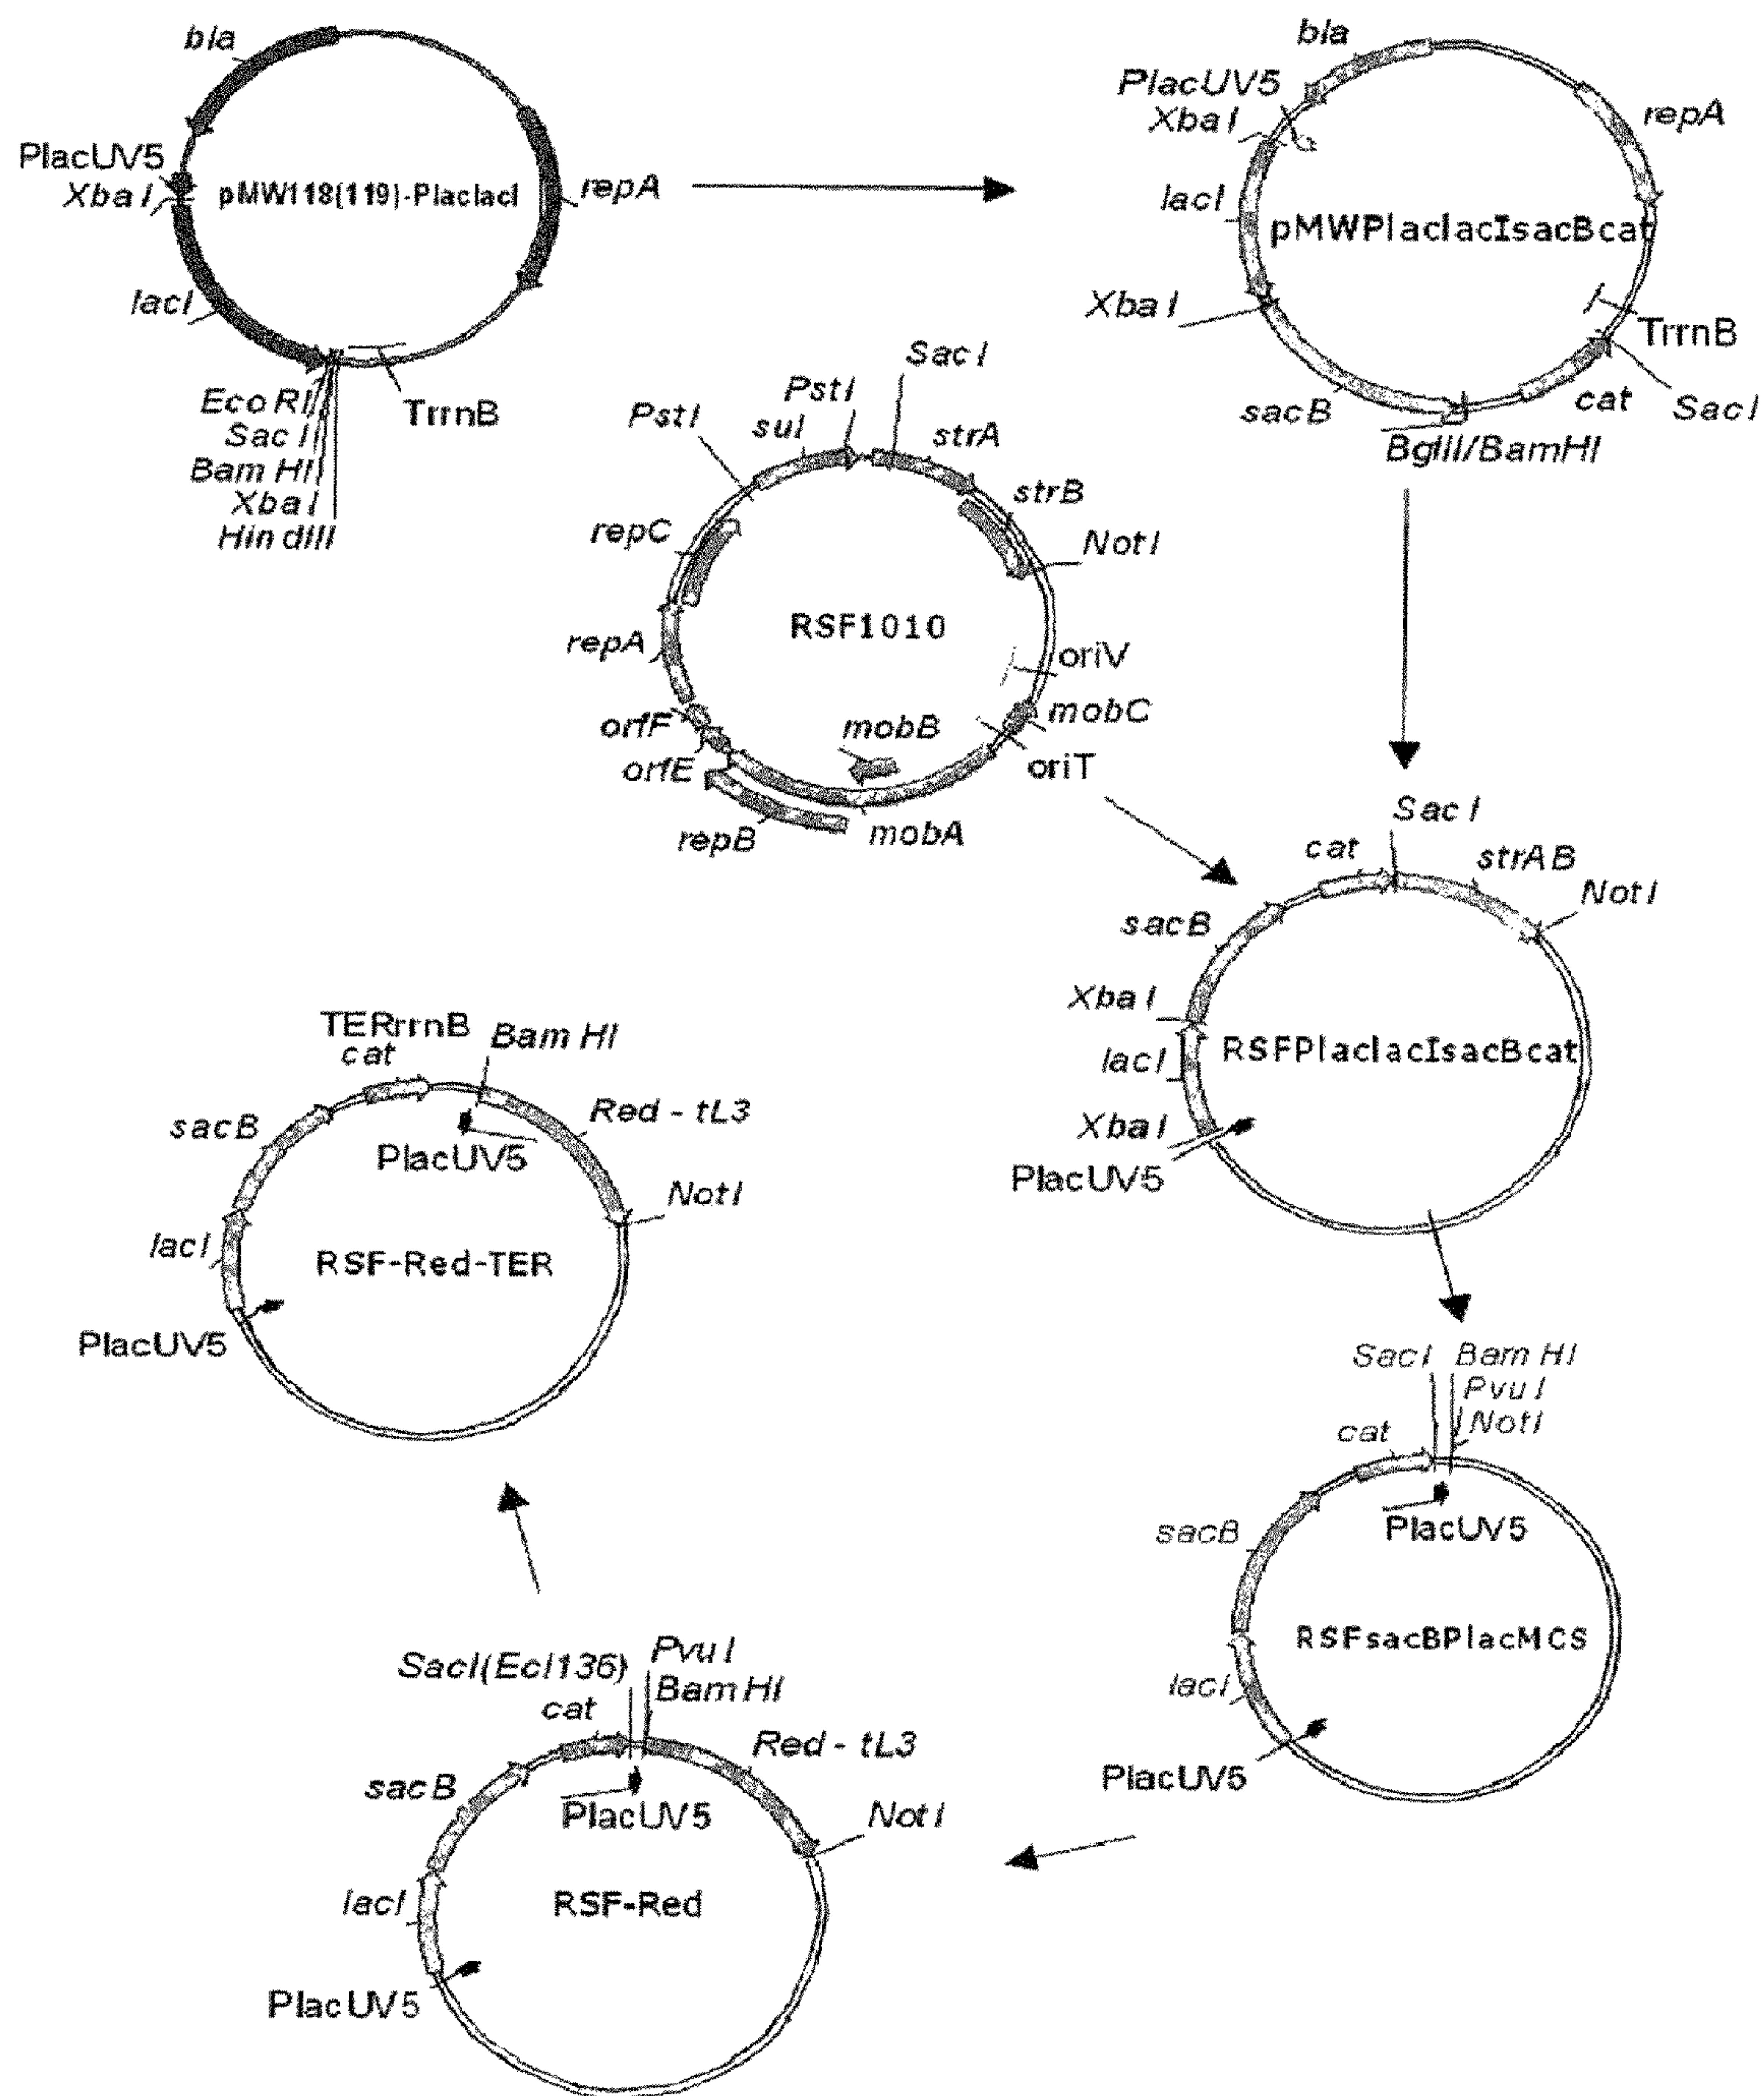 bla
PlacUV5
Xba I
pMW118(119)-PlaclacI
repA
lacI
Eco RI
Sac I
Bam HI
Xba I
Hin dIII
TrrnB
bla
PlacUV5
Xba I
repA
lacI
pMWPlaclacIsacBcat
Xba I
TrrnB
sacB
cat
Sac I
BglII/BamHI
Sac I
Pst I
Pst I
sul
strA
strB
repC
Not I
RSF1010
repA
oriV
orfF
mobB
mobC
orfE
oriT
repB
mobA
Sac I
cat
strAB
Not I
sacB
Xba I
lacI
RSFPlaclacIsacBcat
Xba I
PlacUV5
TERrrnB
cat
Bam HI
sacB
Red - tL3
PlacUV5
Not I
lacI
RSF-Red-TER
PlacUV5
Sac I
Bam HI
Pvu I
Not I
cat
PlacUV5
sacB
RSFsacBPlacMCS
lacI
PlacUV5
SacI(Ecl136)
Pvu I
Bam HI
cat
Red - tL3
sacB
PlacUV5
Not I
lacI
RSF-Red
PlacUV5